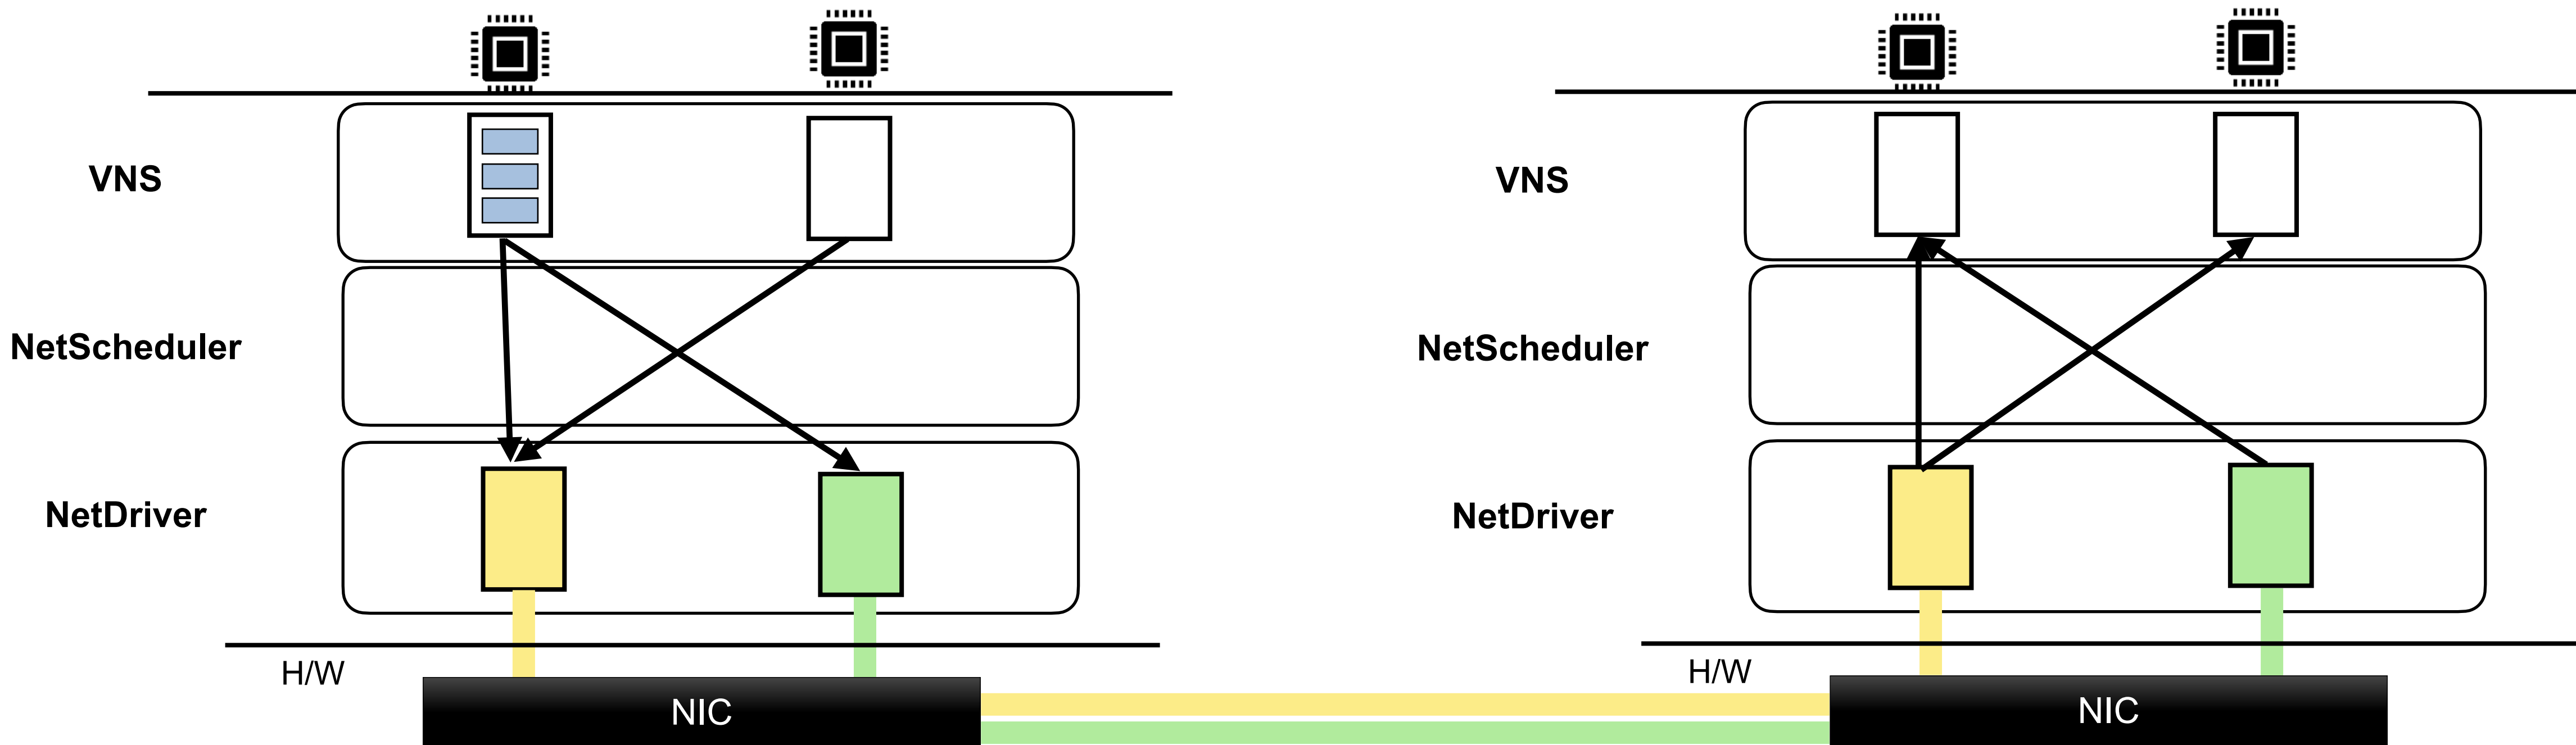 VNS
NetScheduler
NetDriver
H/W
NIC
VNS
NetScheduler
NetDriver
H/W
NIC